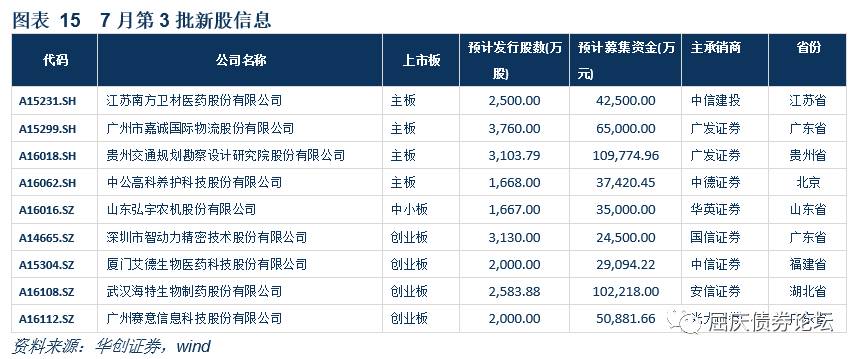 图表 15 7 月第 3 批新股信息
代码 公司名称 上市板 预计发行股数(万股) 预计募集资金(万元) 主承销商 省份
A15231.SH 江苏南方卫材医药股份有限公司 主板 2,500.00 42,500.00 中信建投 江苏省
A15299.SH 广州市嘉诚国际物流股份有限公司 主板 3,760.00 65,000.00 广发证券 广东省
A16018.SH 贵州交通规划勘察设计研究院股份有限公司 主板 3,103.79 109,774.96 广发证券 贵州省
A16062.SH 中公高科养护科技股份有限公司 主板 1,668.00 37,420.45 中德证券 北京
A16016.SZ 山东弘宇农机股份有限公司 中小板 1,667.00 35,000.00 华英证券 山东省
A14665.SZ 深圳市智动力精密技术股份有限公司 创业板 3,130.00 24,500.00 国信证券 广东省
A15304.SZ 厦门艾德生物医药科技股份有限公司 创业板 2,000.00 29,094.22 中信证券 福建省
A16108.SZ 武汉海特生物制药股份有限公司 创业板 2,583.88 102,218.00 安信证券 湖北省
A16112.SZ 广州赛意信息科技股份有限公司 创业板 2,000.00 50,881.66
屈庆债券论坛
资料来源：华创证券，wind